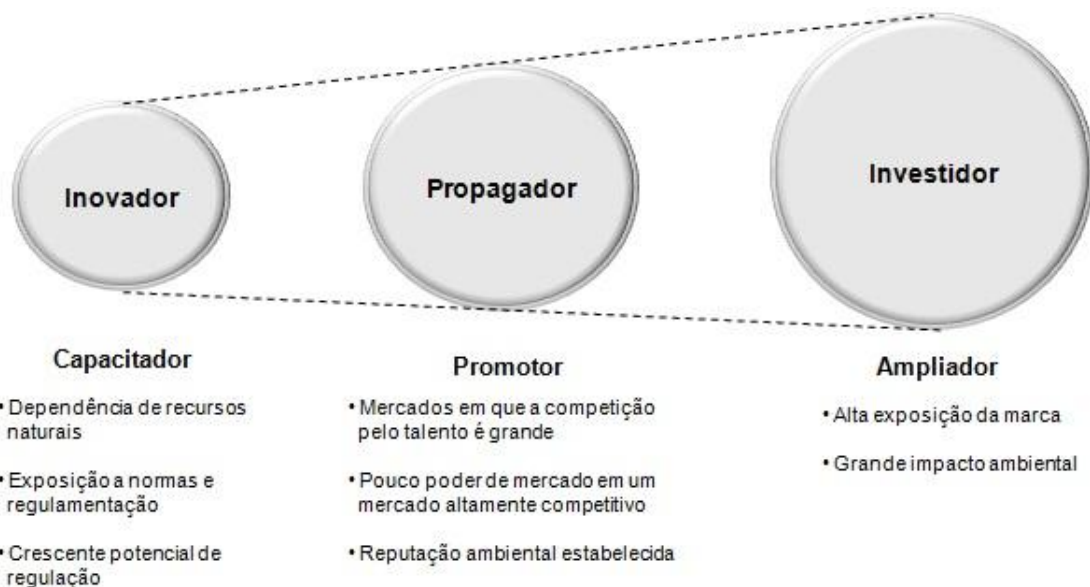 Inovador
Propagador
Investidor
Capacitador
• Dependência de recursos
naturais
• Exposição a normas e
regulamentação
• Crescente potencial de
regulação
Promotor
• Mercados em que a competição
pelo talento é grande
• Pouco poder de mercado em um
mercado altamente competitivo
• Reputação ambiental estabelecida
Ampliador
• Alta exposição da marca
• Grande impacto ambiental